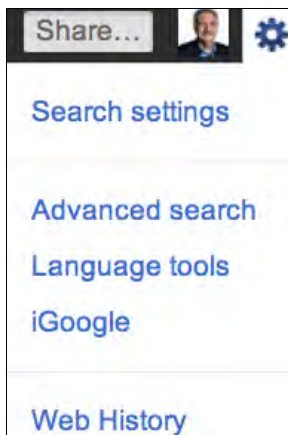 Share...
Search settings
Advanced search
Language tools
iGoogle
Web History